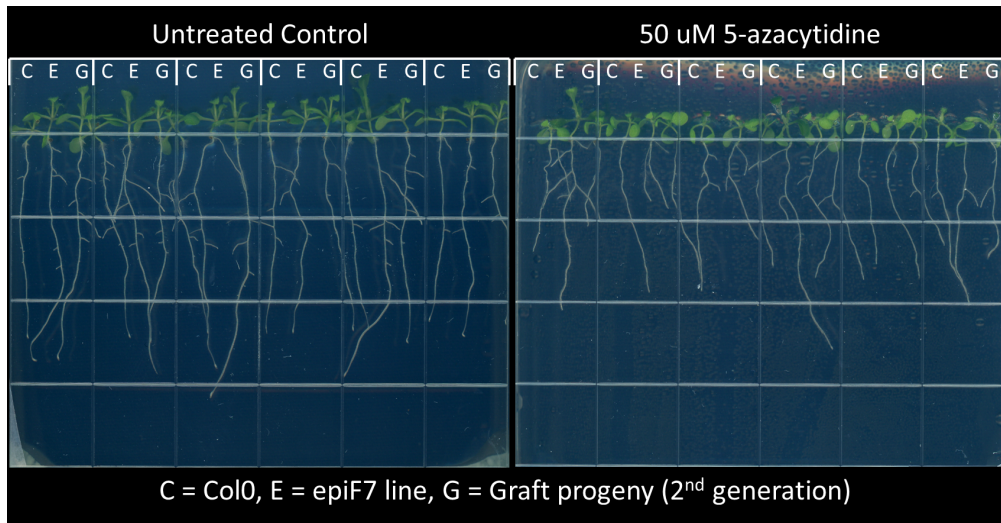 Untreated Control
50 uM 5-azacytidine
C E G C E G C E G C E G C E G C E G
C E G C E G C E G C E G C E G C E G
C = Col0, E = epiF7 line, G = Graft progeny (2nd generation)